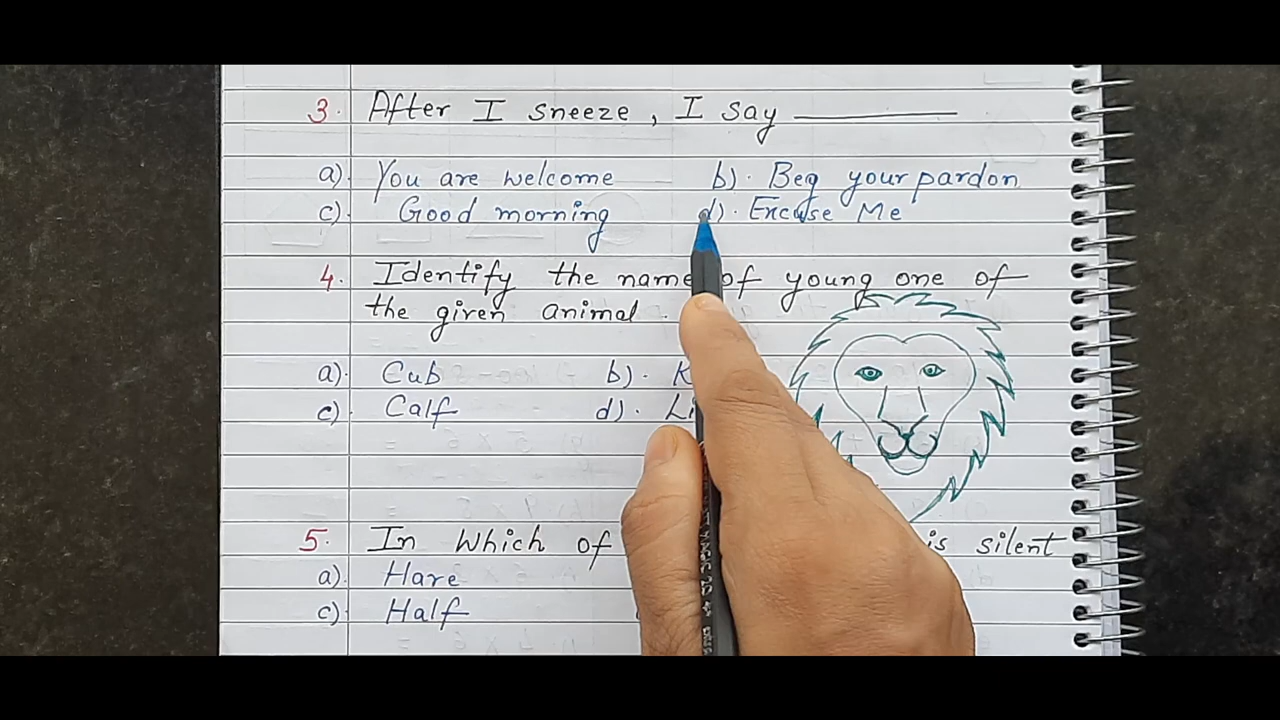 3. After I sneeze, I say ________
a). You are welcome b). Beg your pardon
c). Good morning d). Excuse Me
4. Identify the name of young one of
the given animal.
a). Cub b).
c). Calf d).
5. In which of is silent
a). Hare
c). Half